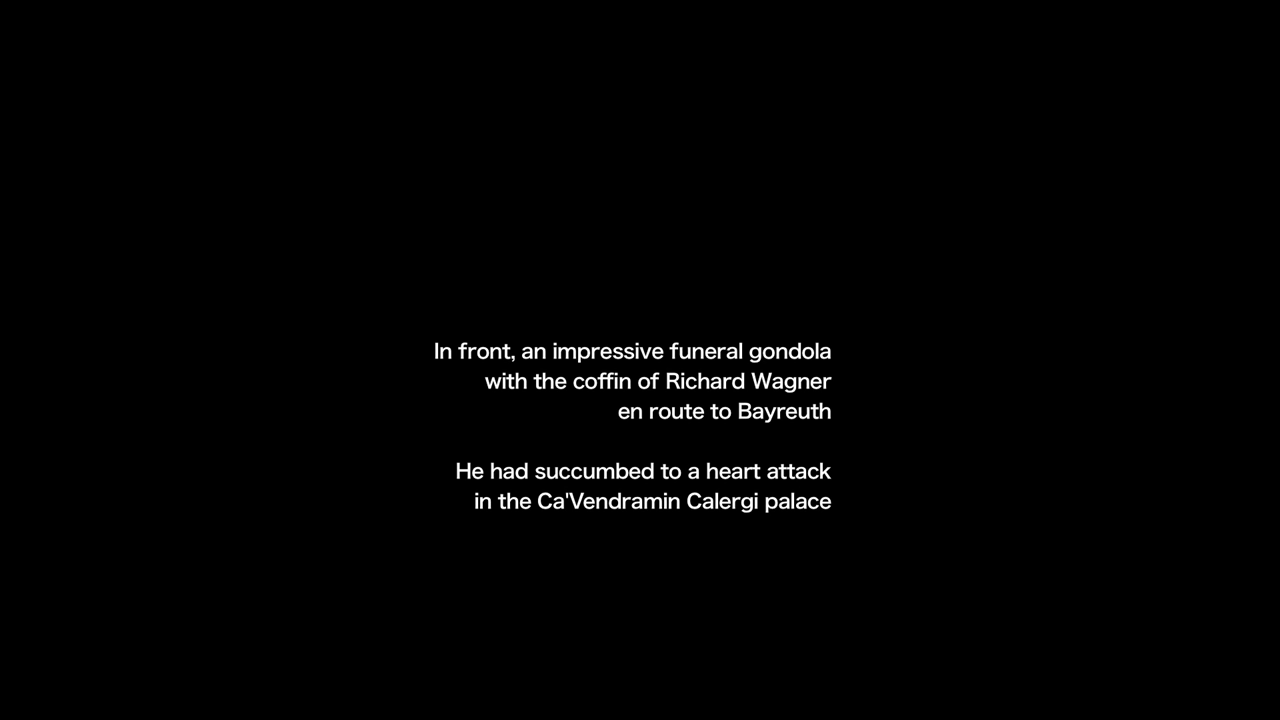 In front, an impressive funeral gondola
with the coffin of Richard Wagner
en route to Bayreuth
He had succumbed to a heart attack
in the Ca'Vendramin Calergi palace